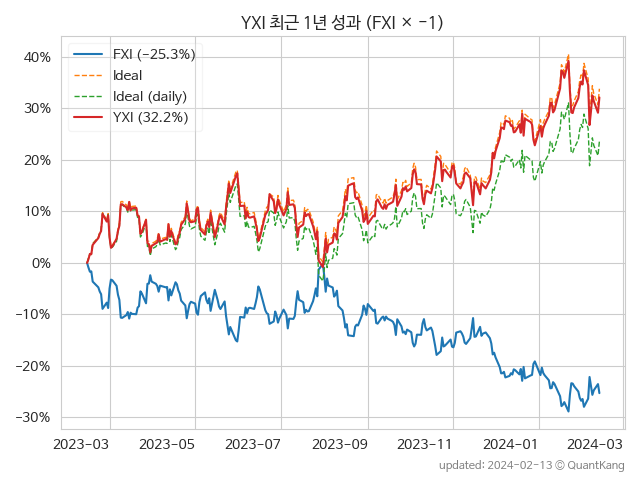 YXI 최근 1년 성과 (FXI × -1)
FXI (-25.3%)
Ideal
Ideal (daily)
YXI (32.2%)
40%
30%
20%
10%
0%
-10%
-20%
-30%
2023-03 2023-05 2023-07 2023-09 2023-11 2024-01 2024-03
updated: 2024-02-13 ⓒ QuantKang